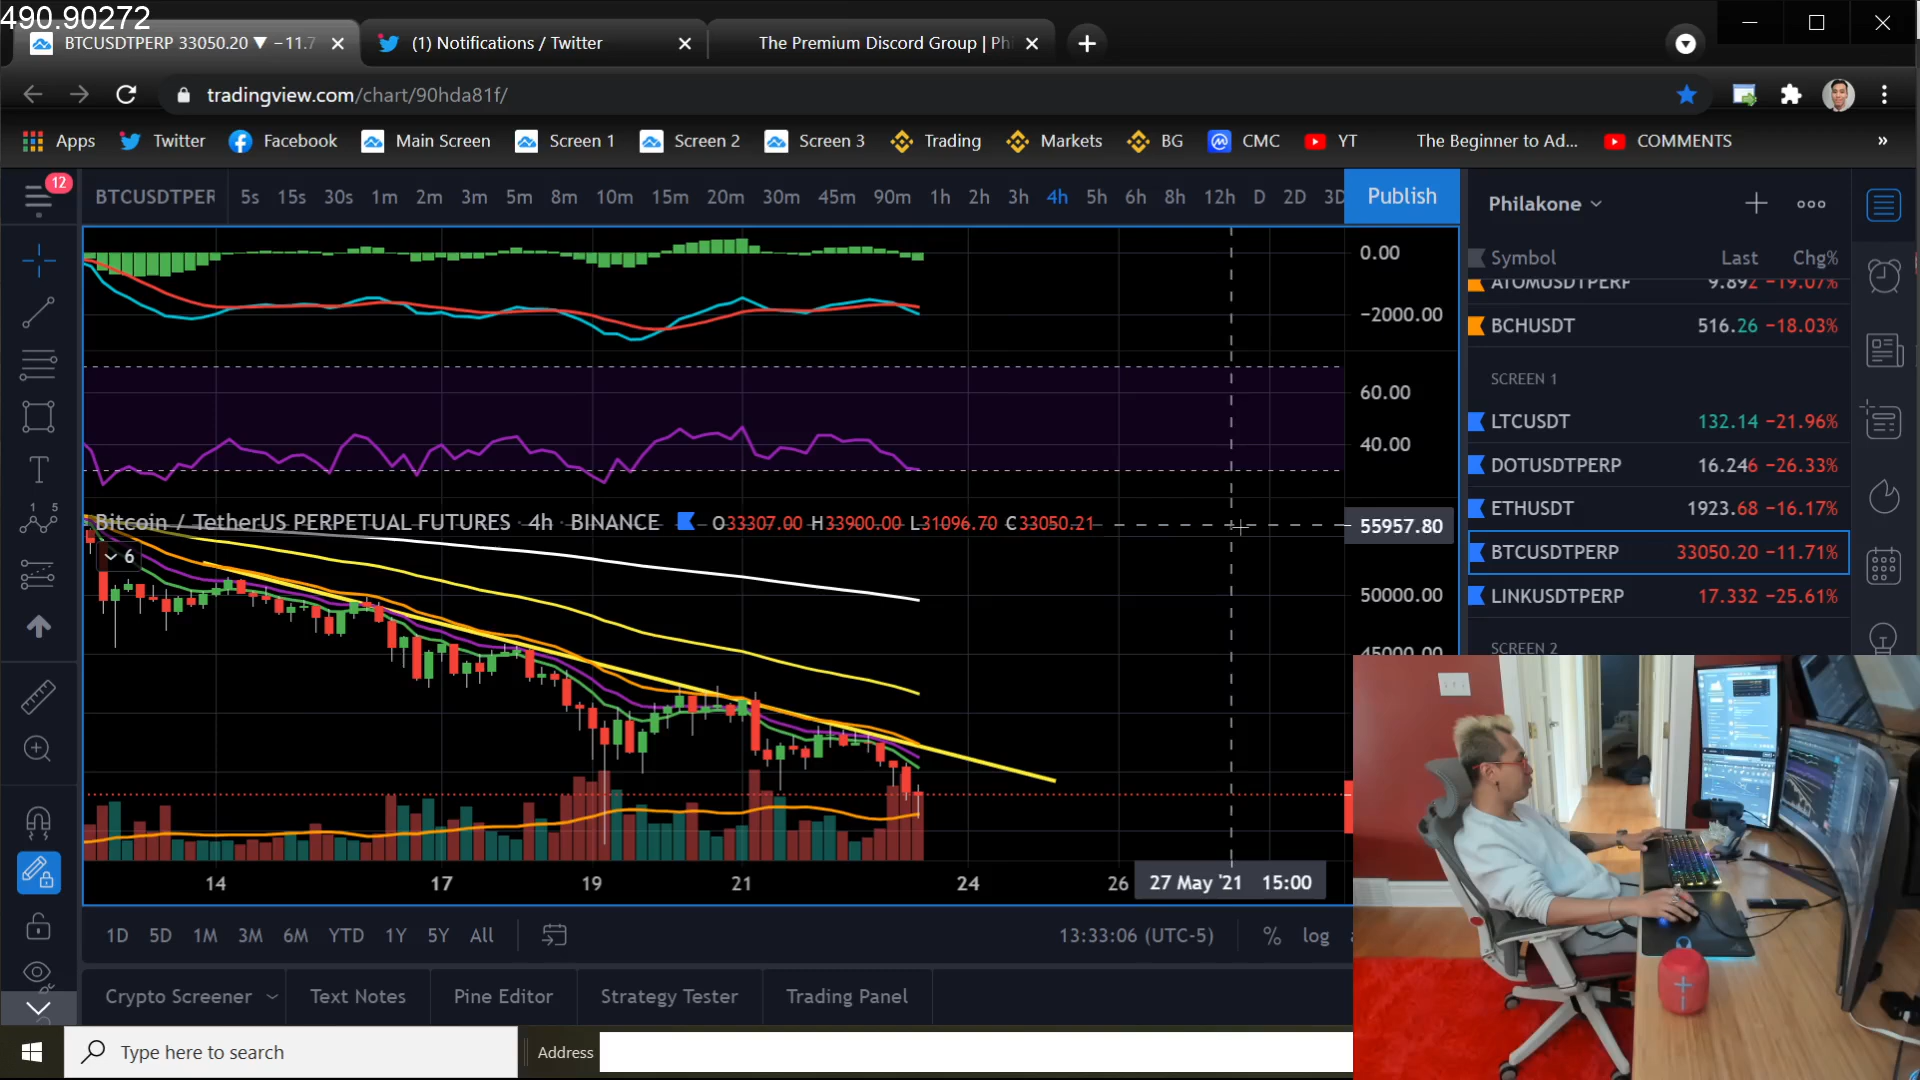 490.90272
BTCUSDTPERP 33050.20 ▼ −11.7
(1) Notifications / Twitter
The Premium Discord Group | Phi
tradingview.com/chart/90hda81f/
Apps Twitter Facebook Main Screen Screen 1 Screen 2 Screen 3 Trading Markets BG CMC YT The Beginner to Ad... COMMENTS »
12
BTCUSDTPER 5s 15s 30s 1m 2m 3m 5m 8m 10m 15m 20m 30m 45m 90m 1h 2h 3h 4h 5h 6h 8h 12h D 2D 3D Publish
Philakone
Symbol Last Chg%
ATOMUSDTPERP 9.892 −19.07%
BCHUSDT 516.26 −18.03%
SCREEN 1
LTCUSDT 132.14 −21.96%
DOTUSDTPERP 16.246 −26.33%
ETHUSDT 1923.68 −16.17%
BTCUSDTPERP 33050.20 −11.71%
LINKUSDTPERP 17.332 −25.61%
SCREEN 2
0.00
−2000.00
60.00
40.00
Bitcoin / TetherUS PERPETUAL FUTURES · 4h · BINANCE O33307.00 H33900.00 L31096.70 C33050.21
55957.80
6
50000.00
45000.00
14 17 19 21 24 26 27 May '21 15:00
1D 5D 1M 3M 6M YTD 1Y 5Y All 13:33:06 (UTC-5) % log
Crypto Screener Text Notes Pine Editor Strategy Tester Trading Panel
Type here to search
Address